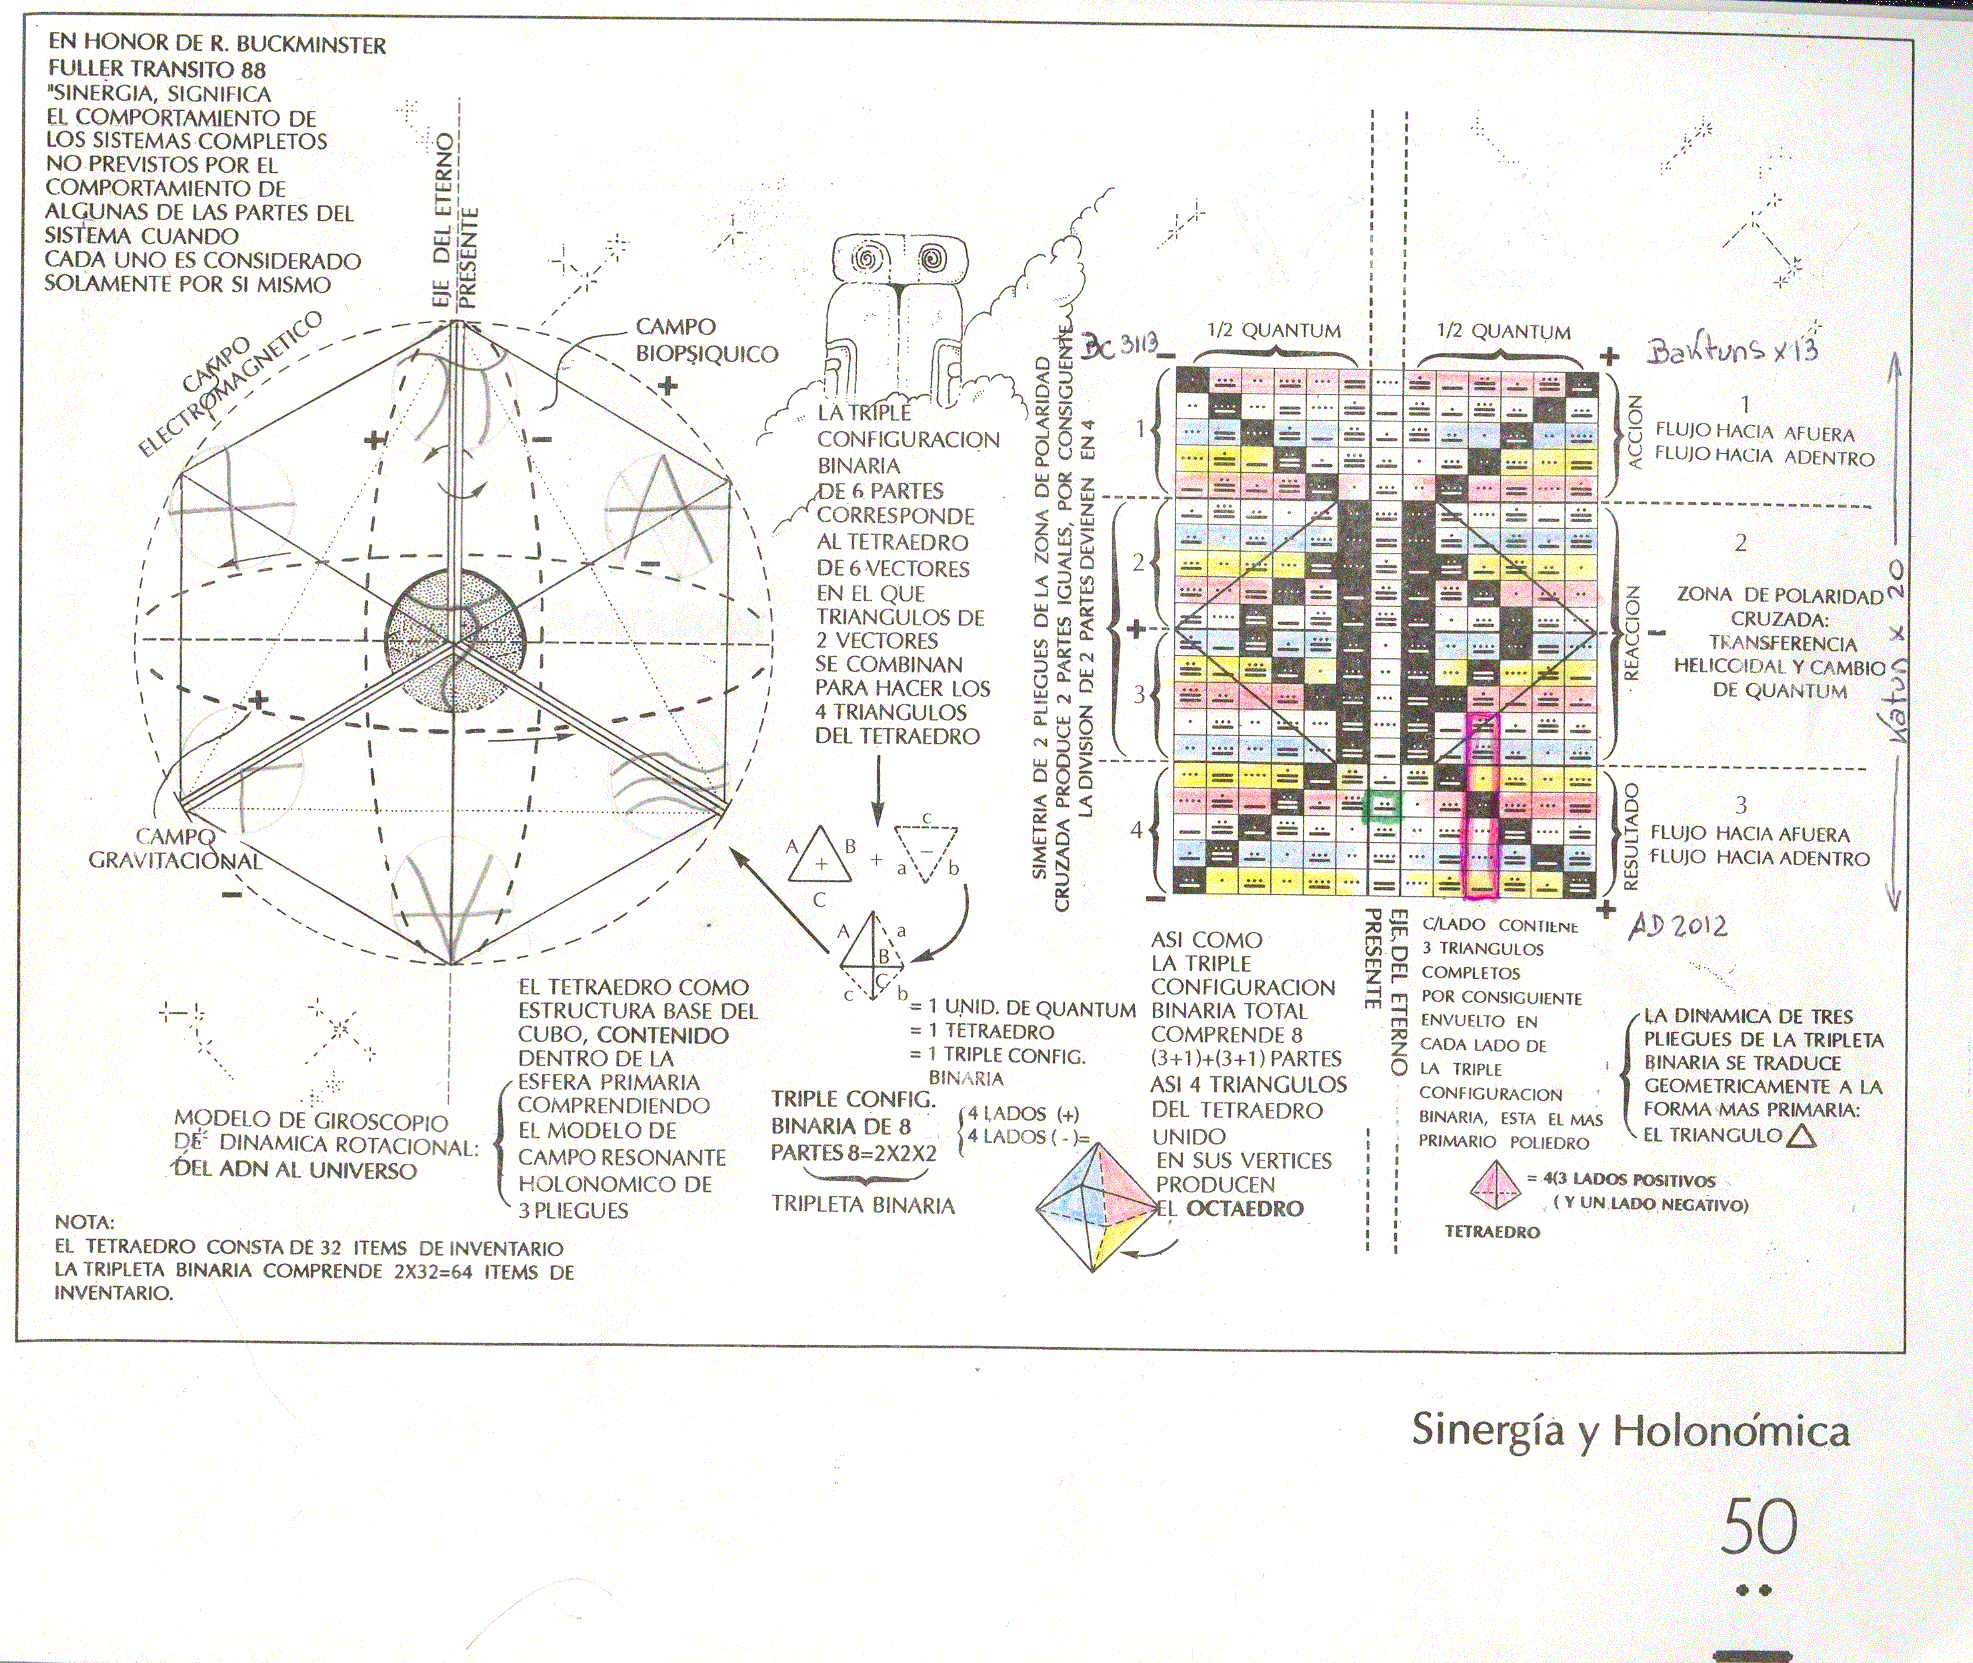 EN HONOR DE R. BUCKMINSTER
FULLER TRANSITO 88
"SINERGIA, SIGNIFICA
EL COMPORTAMIENTO DE
LOS SISTEMAS COMPLETOS
NO PREVISTOS POR EL
COMPORTAMIENTO DE
ALGUNAS DE LAS PARTES DEL
SISTEMA CUANDO
CADA UNO ES CONSIDERADO
SOLAMENTE POR SI MISMO
EJE DEL ETERNO
PRESENTE
CAMPO
ELECTROMAGNETICO
CAMPO
BIOPSIQUICO
+
+
-
-
+
CAMPO
GRAVITACIONAL
-
LA TRIPLE
CONFIGURACION
BINARIA
DE 6 PARTES
CORRESPONDE
AL TETRAEDRO
DE 6 VECTORES
EN EL QUE
TRIANGULOS DE
2 VECTORES
SE COMBINAN
PARA HACER LOS
4 TRIANGULOS
DEL TETRAEDRO
A B C + + c a b -
A a B C c b
= 1 UNID. DE QUANTUM
= 1 TETRAEDRO
= 1 TRIPLE CONFIG.
BINARIA
SIMETRIA DE 2 PLIEGUES DE LA ZONA DE POLARIDAD
CRUZADA PRODUCE 2 PARTES IGUALES, POR CONSIGUIENTE
LA DIVISION DE 2 PARTES DEVIENEN EN 4
BC 3113
1/2 QUANTUM
1/2 QUANTUM
-
+
Baktuns x 13
1
2
3
4
+
-
-
+
ACCION
REACCION
RESULTADO
1
FLUJO HACIA AFUERA
FLUJO HACIA ADENTRO
2
ZONA DE POLARIDAD
CRUZADA:
TRANSFERENCIA
HELICOIDAL Y CAMBIO
DE QUANTUM
3
FLUJO HACIA AFUERA
FLUJO HACIA ADENTRO
Katun x 20
AD 2012
ASI COMO
LA TRIPLE
CONFIGURACION
BINARIA TOTAL
COMPRENDE 8
(3+1)+(3+1) PARTES
ASI 4 TRIANGULOS
DEL TETRAEDRO
UNIDO
EN SUS VERTICES
PRODUCEN
EL OCTAEDRO
EJE DEL ETERNO
PRESENTE
C/LADO CONTIENE
3 TRIANGULOS
COMPLETOS
POR CONSIGUIENTE
ENVUELTO EN
CADA LADO DE
LA TRIPLE
CONFIGURACION
BINARIA, ESTA EL MAS
PRIMARIO POLIEDRO
= 4(3 LADOS POSITIVOS
( Y UN LADO NEGATIVO)
TETRAEDRO
LA DINAMICA DE TRES
PLIEGUES DE LA TRIPLETA
BINARIA SE TRADUCE
GEOMETRICAMENTE A LA
FORMA MAS PRIMARIA:
EL TRIANGULO
MODELO DE GIROSCOPIO
DE DINAMICA ROTACIONAL:
DEL ADN AL UNIVERSO
EL TETRAEDRO COMO
ESTRUCTURA BASE DEL
CUBO, CONTENIDO
DENTRO DE LA
ESFERA PRIMARIA
COMPRENDIENDO
EL MODELO DE
CAMPO RESONANTE
HOLONOMICO DE
3 PLIEGUES
TRIPLE CONFIG.
BINARIA DE 8
PARTES 8=2X2X2
4 LADOS (+)
4 LADOS (-)=
TRIPLETA BINARIA
NOTA:
EL TETRAEDRO CONSTA DE 32 ITEMS DE INVENTARIO
LA TRIPLETA BINARIA COMPRENDE 2X32=64 ITEMS DE
INVENTARIO.
Sinergía y Holonómica
50